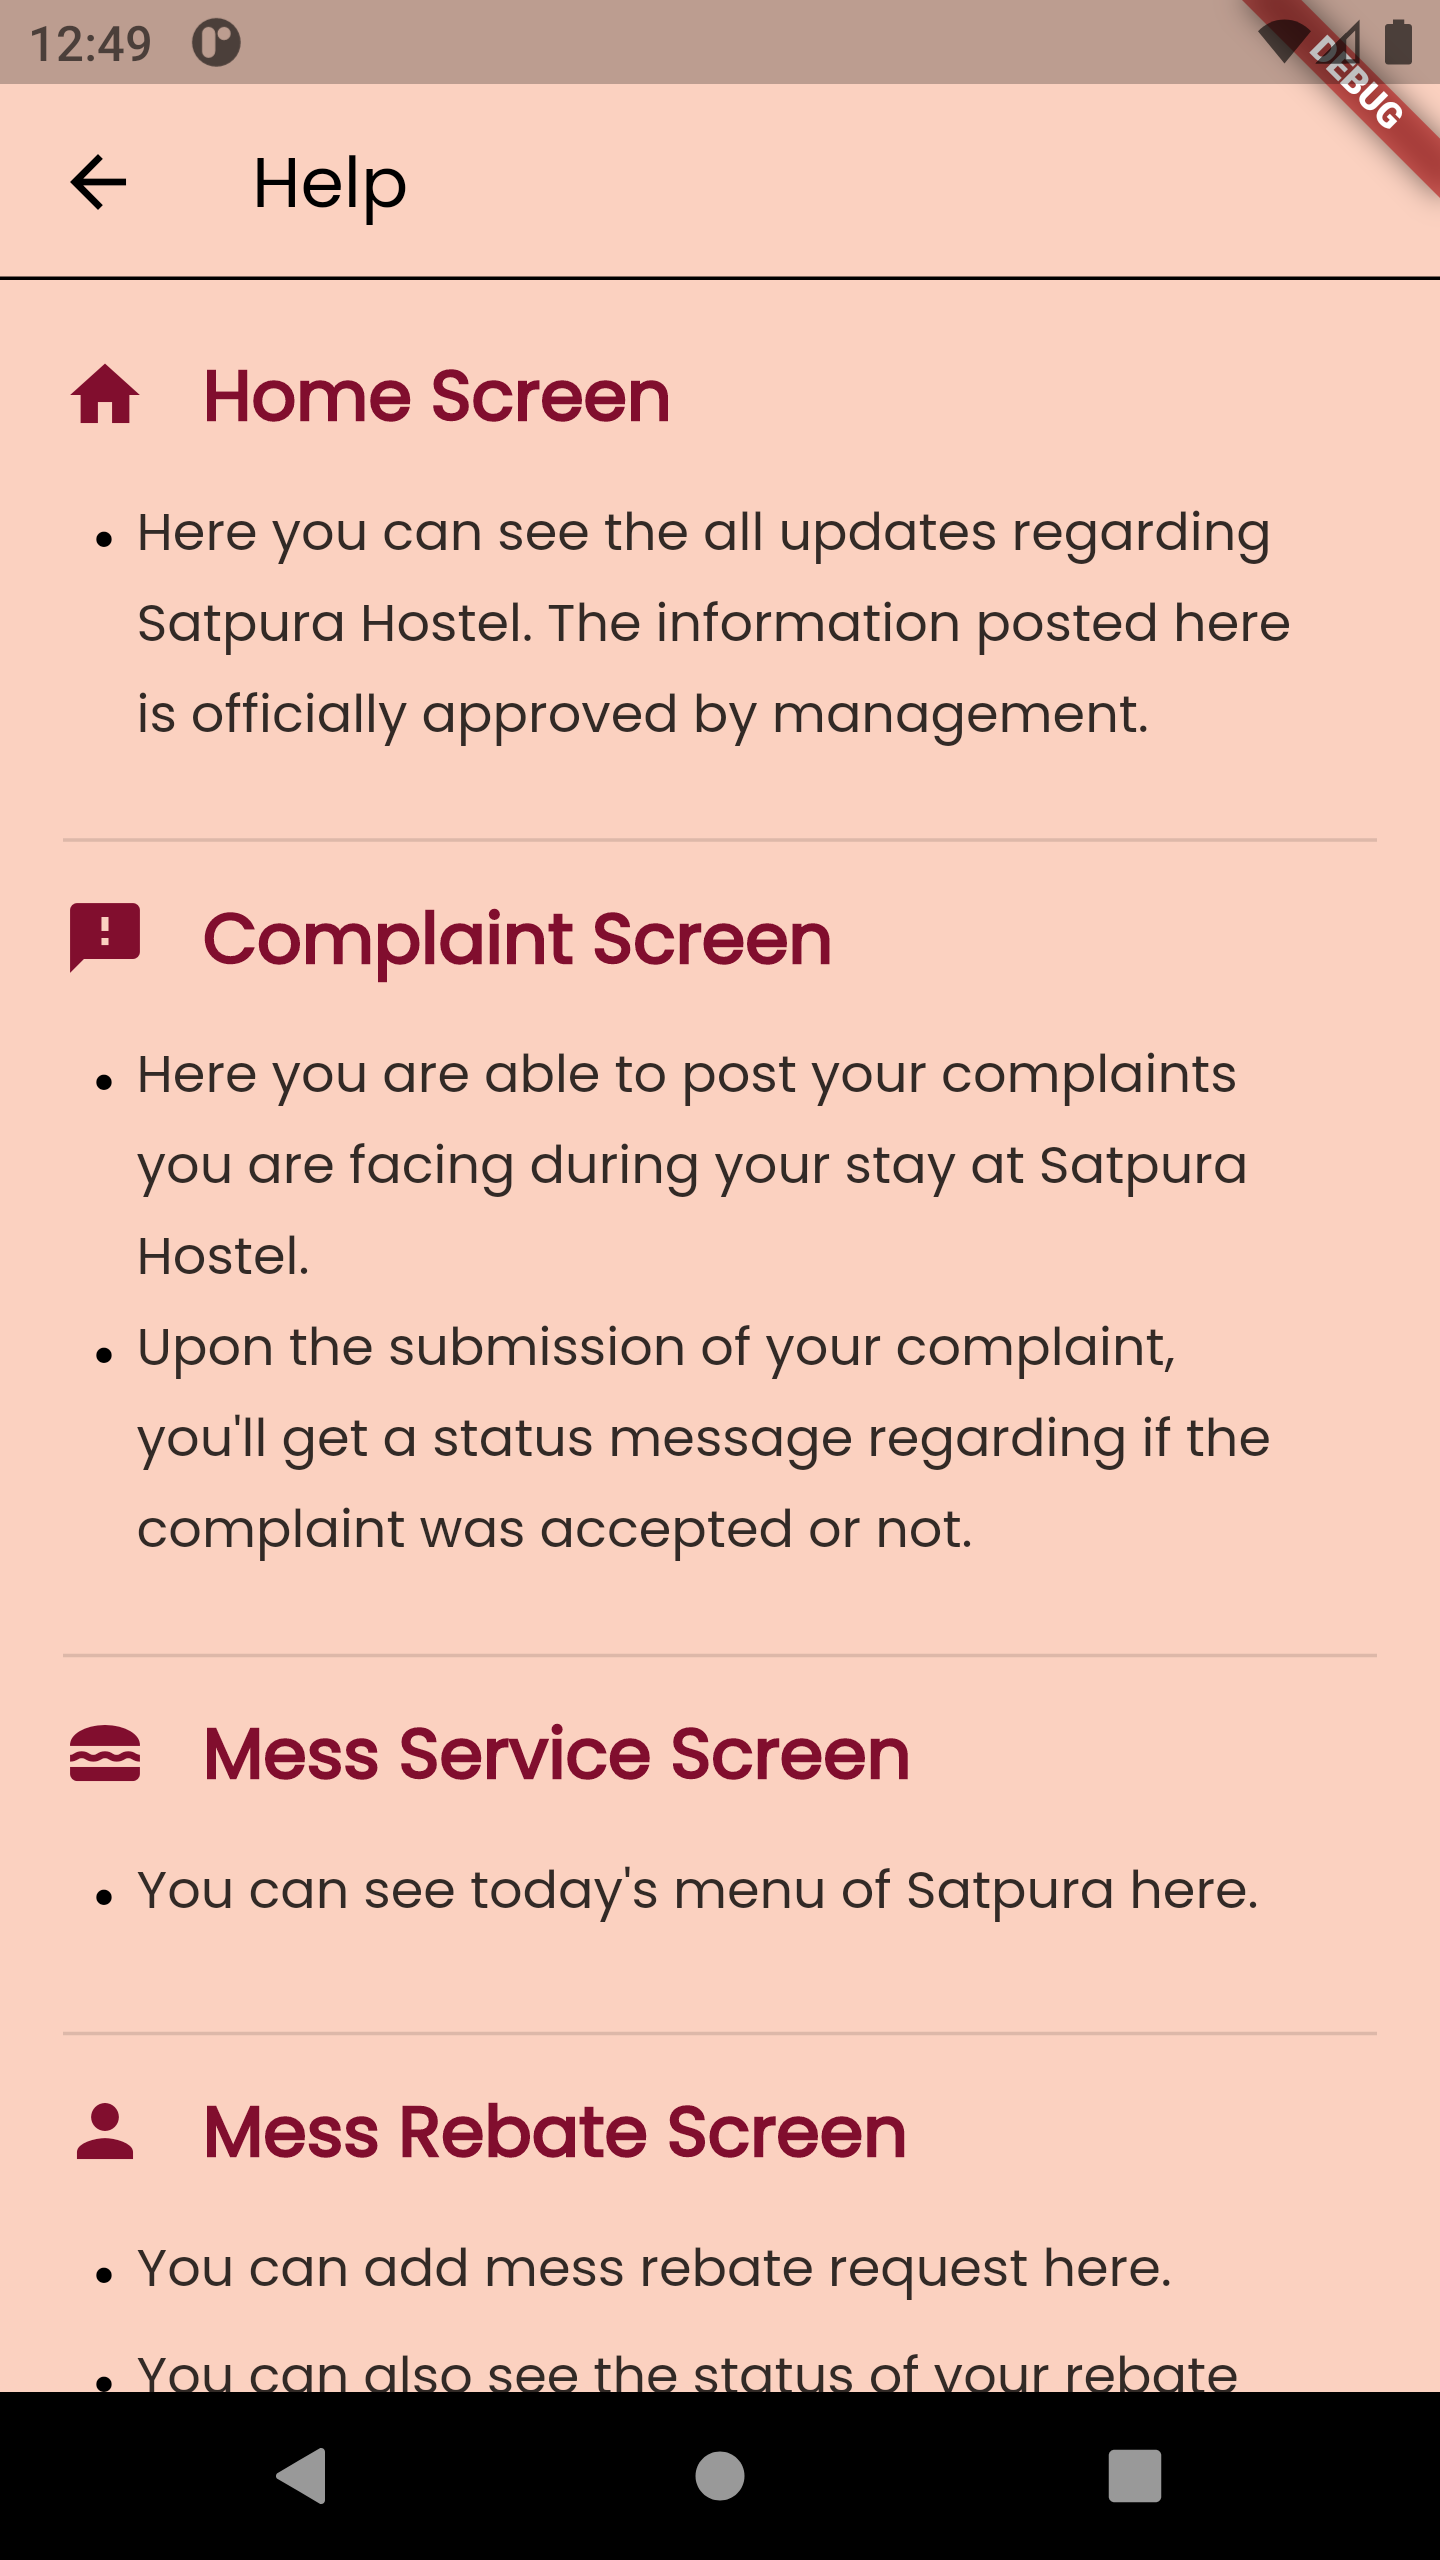 12:49
DEBUG
Help
Home Screen
• Here you can see the all updates regarding
Satpura Hostel. The information posted here
is officially approved by management.
Complaint Screen
• Here you are able to post your complaints
you are facing during your stay at Satpura
Hostel.
• Upon the submission of your complaint,
you'll get a status message regarding if the
complaint was accepted or not.
Mess Service Screen
• You can see today's menu of Satpura here.
Mess Rebate Screen
• You can add mess rebate request here.
• You can also see the status of your rebate